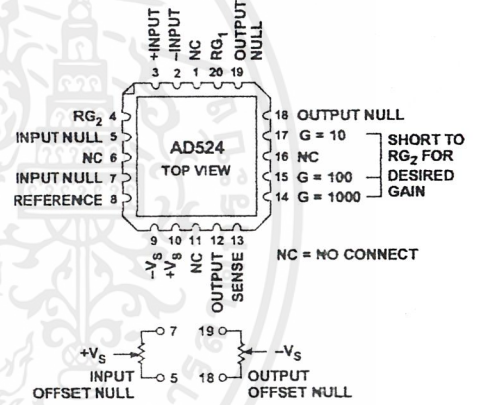 +INPUT
–INPUT
NC
RG1
OUTPUT
NULL
3 2 1 20 19
RG2 4
INPUT NULL 5
NC 6
INPUT NULL 7
REFERENCE 8
AD524
TOP VIEW
18 OUTPUT NULL
17 G = 10
16 NC
15 G = 100
14 G = 1000
SHORT TO
RG2 FOR
DESIRED
GAIN
9 10 11 12 13
–VS
+VS
NC
OUTPUT
SENSE
NC = NO CONNECT
7
+VS
INPUT
OFFSET NULL
5
19
–VS
18
OUTPUT
OFFSET NULL